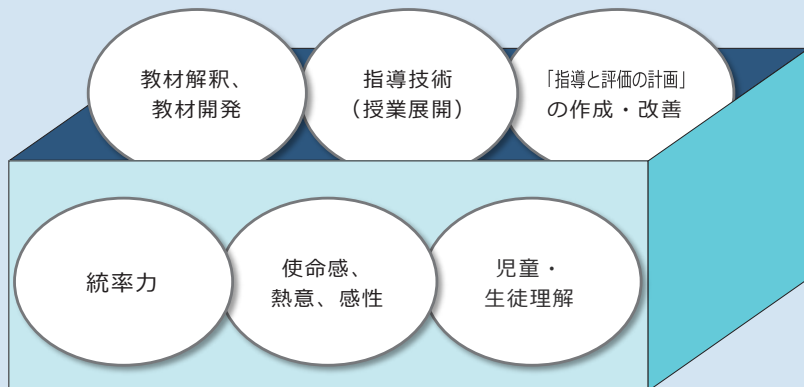 教材解釈、
教材開発
指導技術
（授業展開）
「指導と評価の計画」
の作成・改善
統率力
使命感、
熱意、感性
児童・
生徒理解